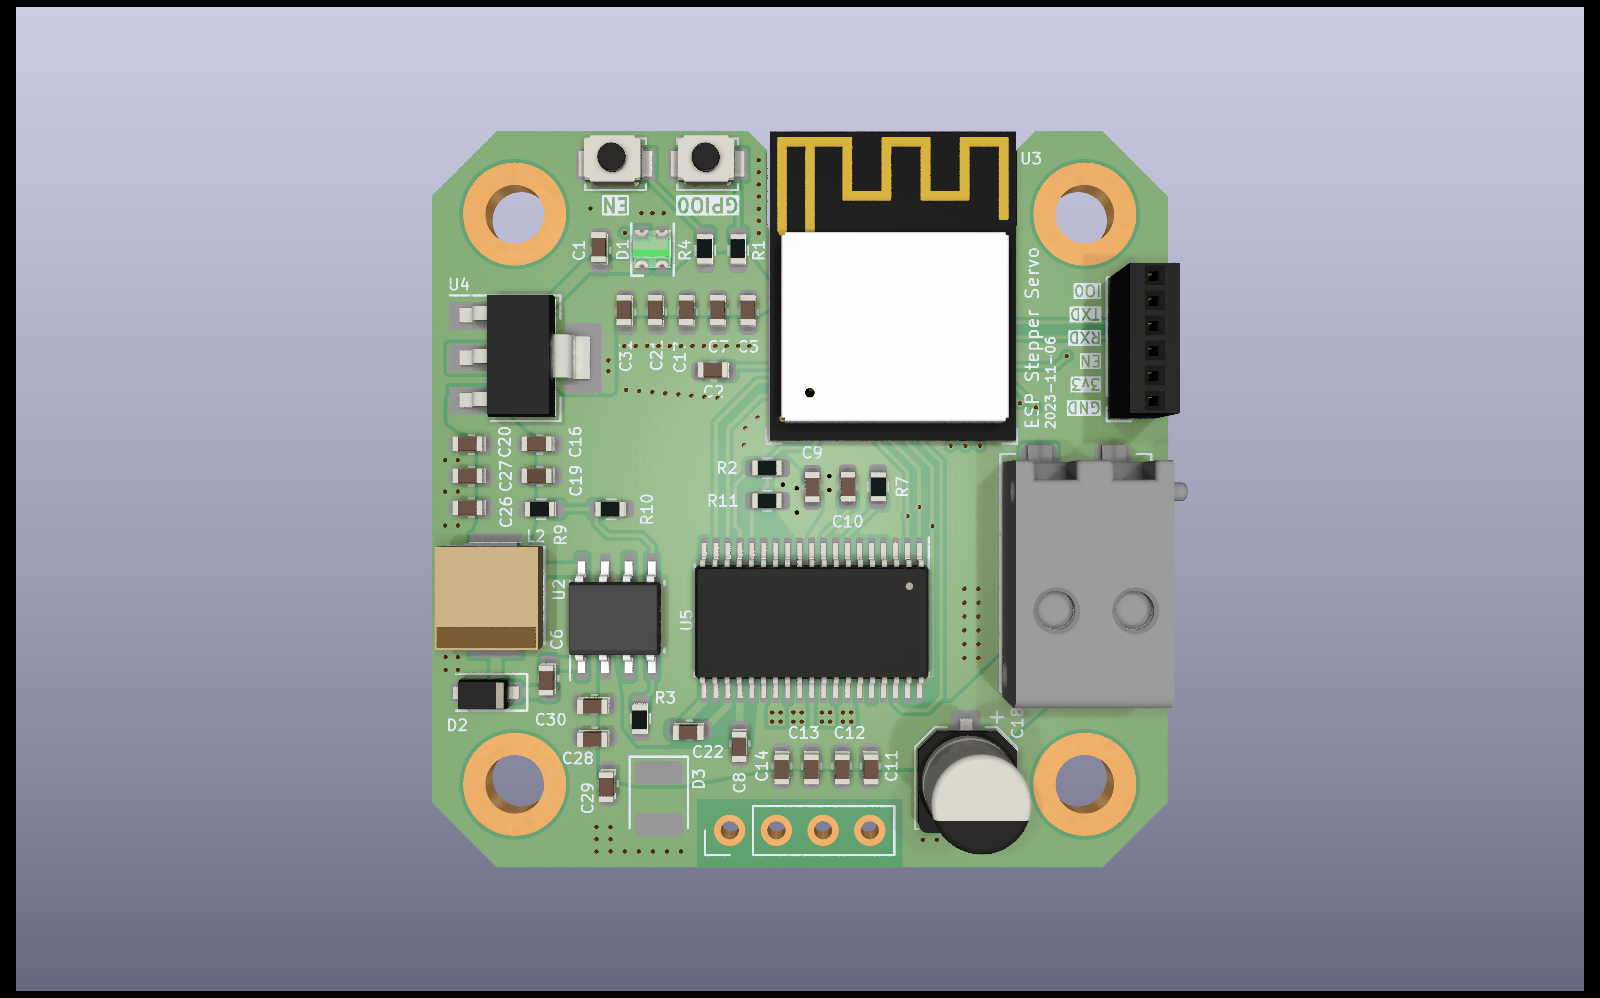 U3
EN
GPIO0
C1
D1
R4
R1
U4
ESP Stepper Servo
2023-11-06
IO0
TXD
RXD
EN
3v3
GND
C3
C21
C17
C7
C5
C2
C20
C16
C9
R2
C27
C19
R7
R11
C26
R10
C10
L2
R9
U2
U5
C6
R3
C30
D2
C18
+
C28
C22
C13
C12
C14
C11
C8
D3
C29